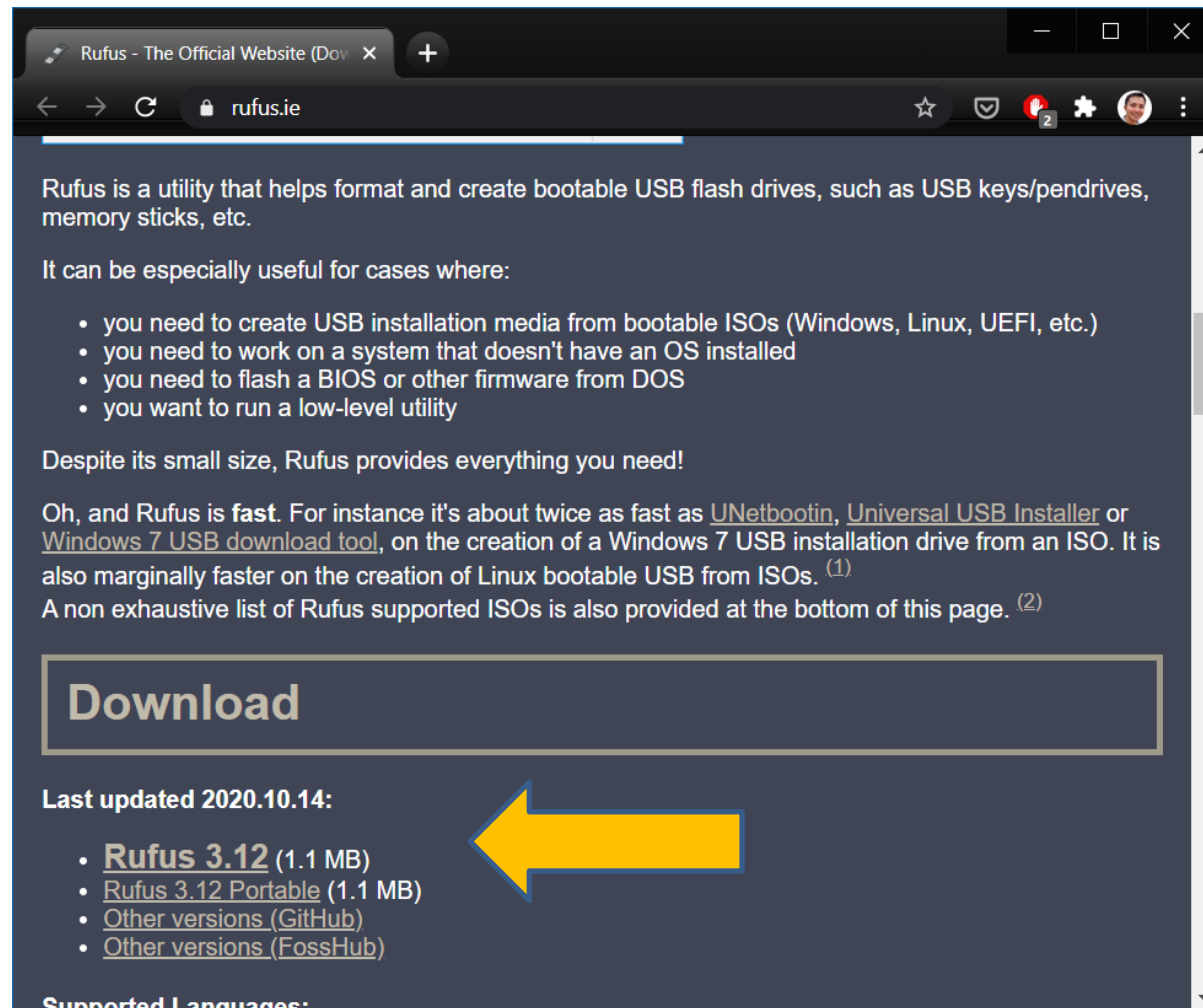 Rufus - The Official Website (Dow
rufus.ie
2
Rufus is a utility that helps format and create bootable USB flash drives, such as USB keys/pendrives,
memory sticks, etc.
It can be especially useful for cases where:
• you need to create USB installation media from bootable ISOs (Windows, Linux, UEFI, etc.)
• you need to work on a system that doesn't have an OS installed
• you need to flash a BIOS or other firmware from DOS
• you want to run a low-level utility
Despite its small size, Rufus provides everything you need!
Oh, and Rufus is fast. For instance it's about twice as fast as UNetbootin, Universal USB Installer or
Windows 7 USB download tool, on the creation of a Windows 7 USB installation drive from an ISO. It is
also marginally faster on the creation of Linux bootable USB from ISOs. (1)
A non exhaustive list of Rufus supported ISOs is also provided at the bottom of this page. (2)
Download
Last updated 2020.10.14:
• Rufus 3.12 (1.1 MB)
• Rufus 3.12 Portable (1.1 MB)
• Other versions (GitHub)
• Other versions (FossHub)
Supported Languages: